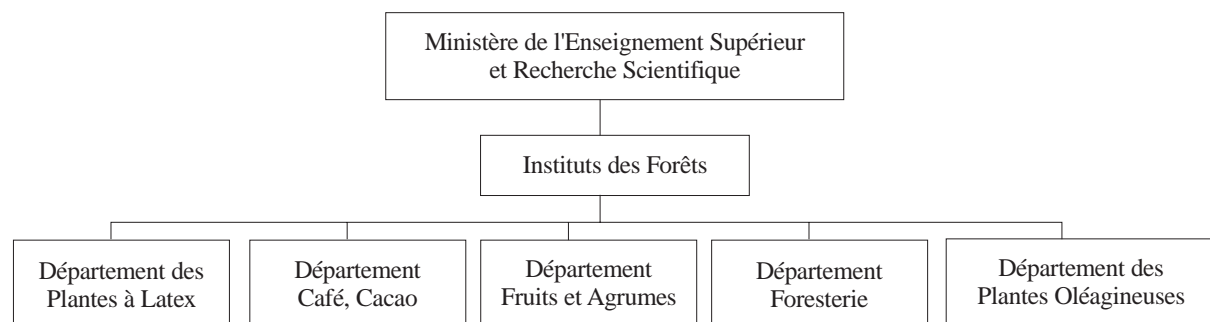 Ministère de l'Enseignement Supérieur
et Recherche Scientifique
Instituts des Forêts
Département des
Plantes à Latex
Département
Café, Cacao
Département
Fruits et Agrumes
Département
Foresterie
Département des
Plantes Oléagineuses